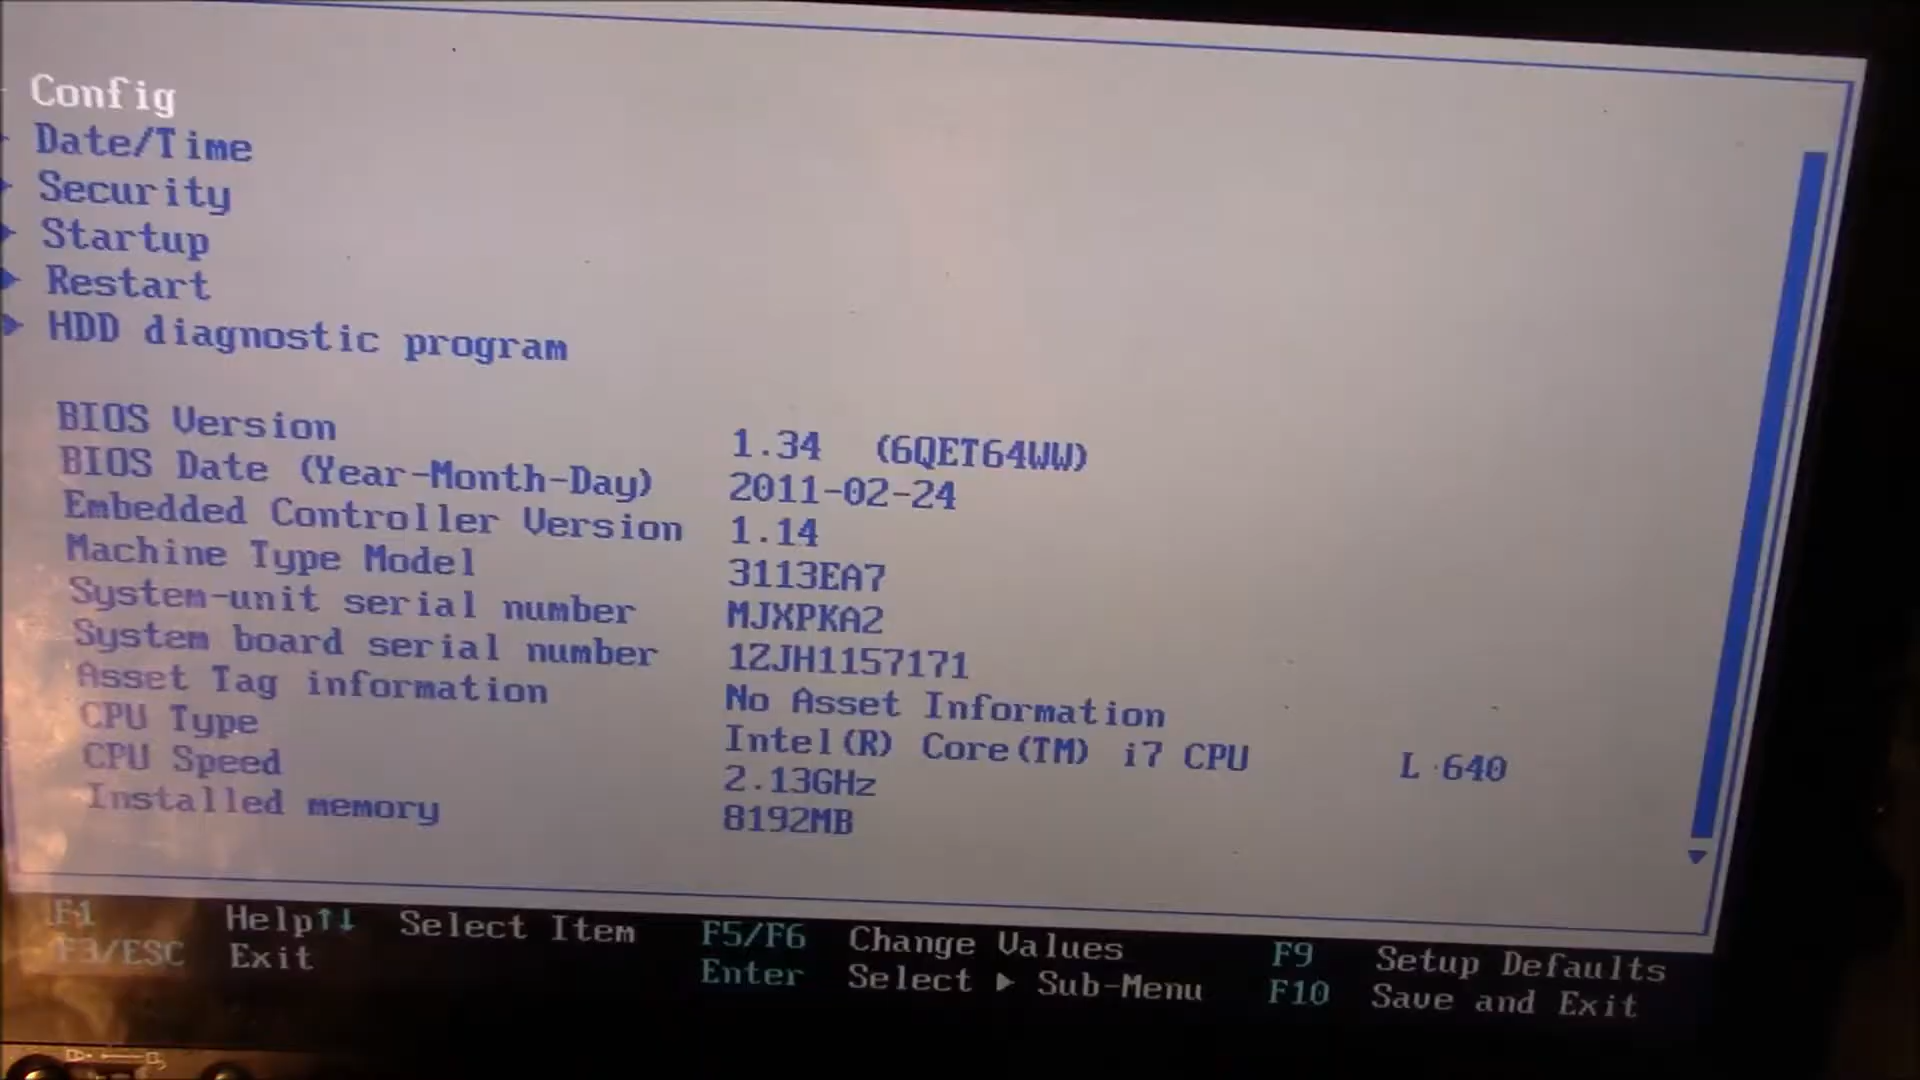 Config
Date/Time
Security
Startup
Restart
HDD diagnostic program
BIOS Version 1.34 (6QET64WW)
BIOS Date (Year-Month-Day) 2011-02-24
Embedded Controller Version 1.14
Machine Type Model 3113EA7
System-unit serial number MJXPKA2
System board serial number 1ZJH1157171
Asset Tag information No Asset Information
CPU Type Intel(R) Core(TM) i7 CPU L 640
CPU Speed 2.13GHz
Installed memory 8192MB
F1 Help ↑↓ Select Item F5/F6 Change Values F9 Setup Defaults
F3/ESC Exit Enter Select ▶ Sub-Menu F10 Save and Exit